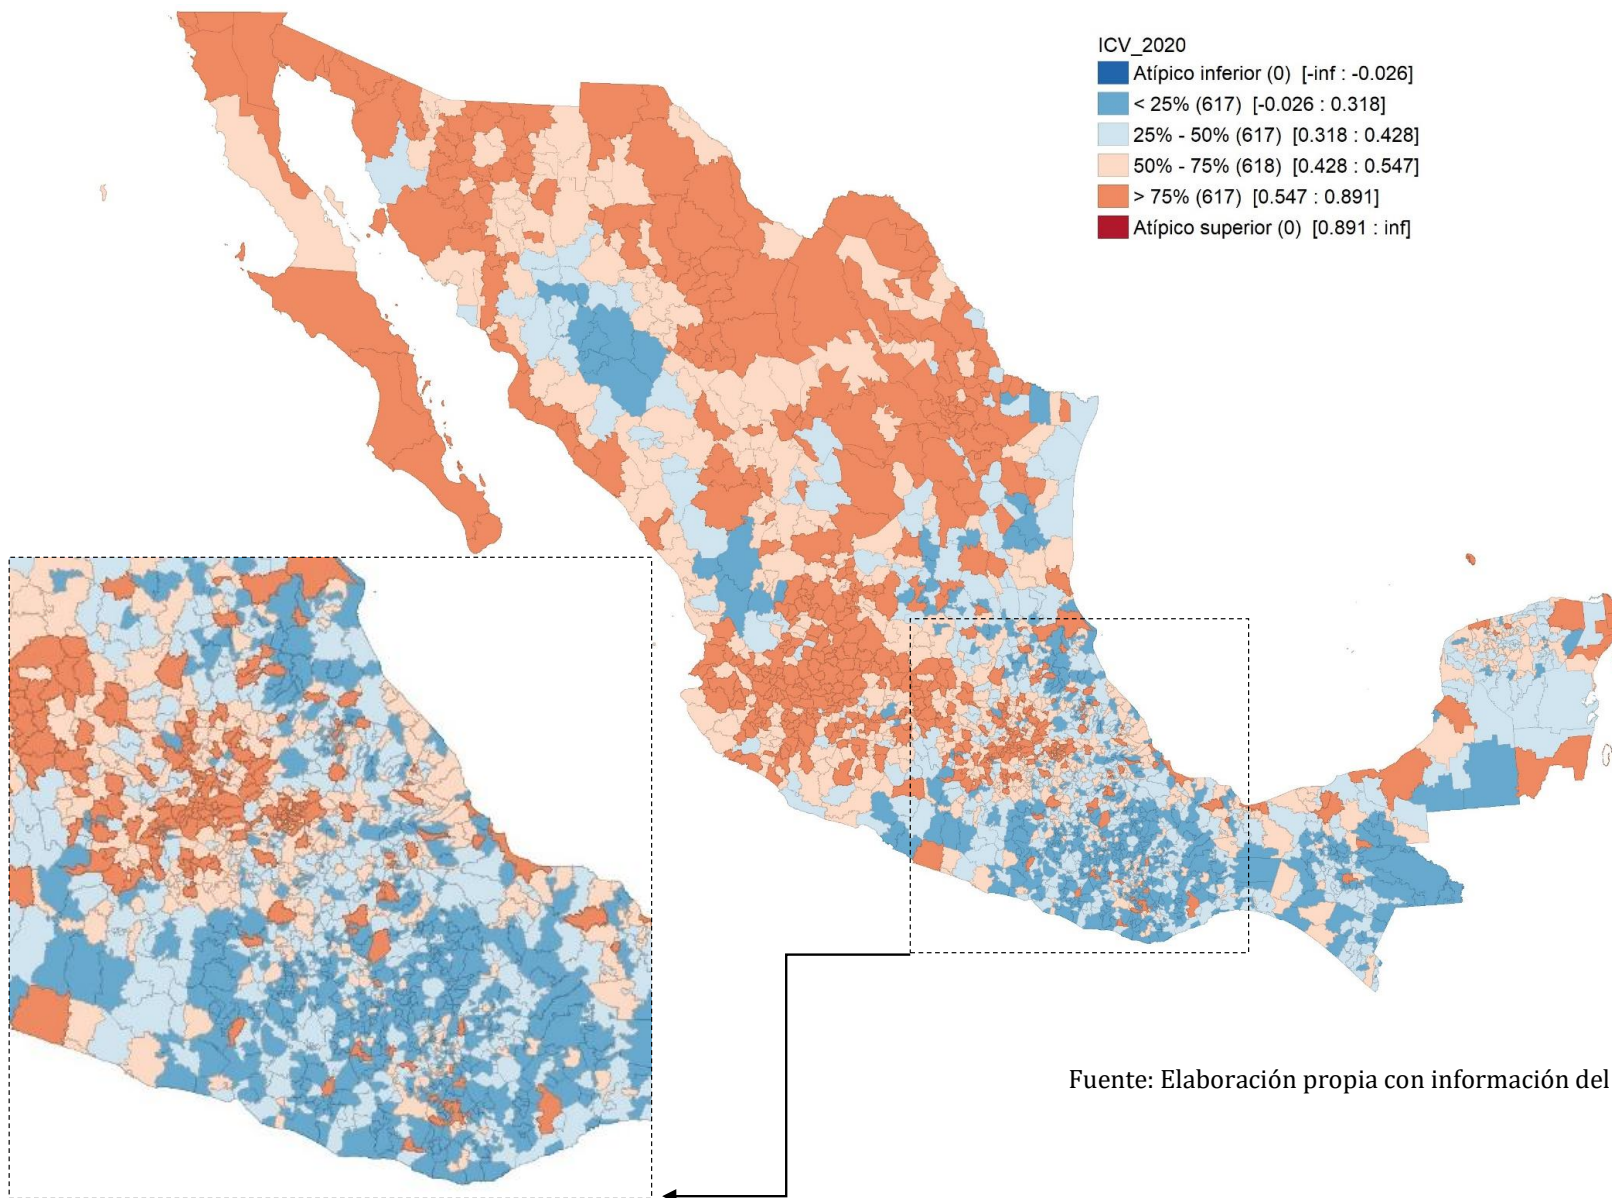 ICV_2020
Atípico inferior (0) [-inf : -0.026]
< 25% (617) [-0.026 : 0.318]
25% - 50% (617) [0.318 : 0.428]
50% - 75% (618) [0.428 : 0.547]
> 75% (617) [0.547 : 0.891]
Atípico superior (0) [0.891 : inf]
Fuente: Elaboración propia con información del